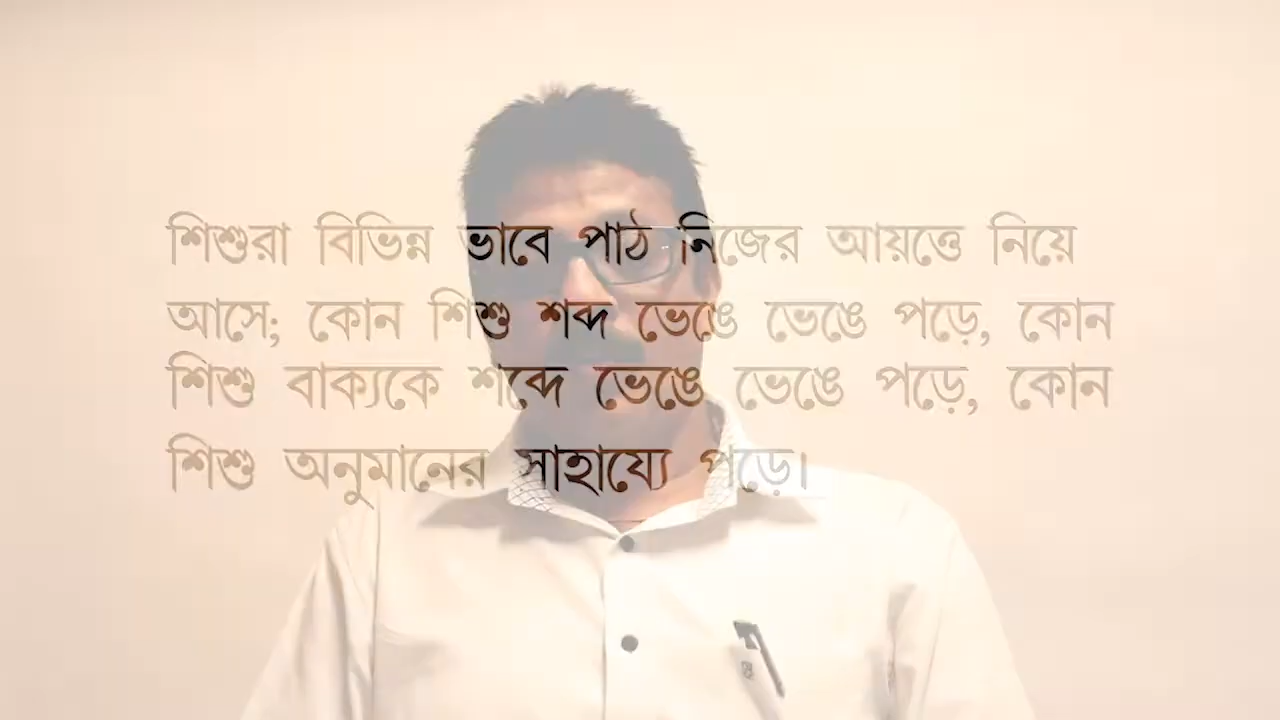 শিশুরা বিভিন্ন ভাবে পাঠ নিজের আয়ত্তে নিয়ে
আসে; কোন শিশু শব্দ ভেঙে ভেঙে পড়ে, কোন
শিশু বাক্যকে শব্দে ভেঙে ভেঙে পড়ে, কোন
শিশু অনুমানের সাহায্যে পড়ে।